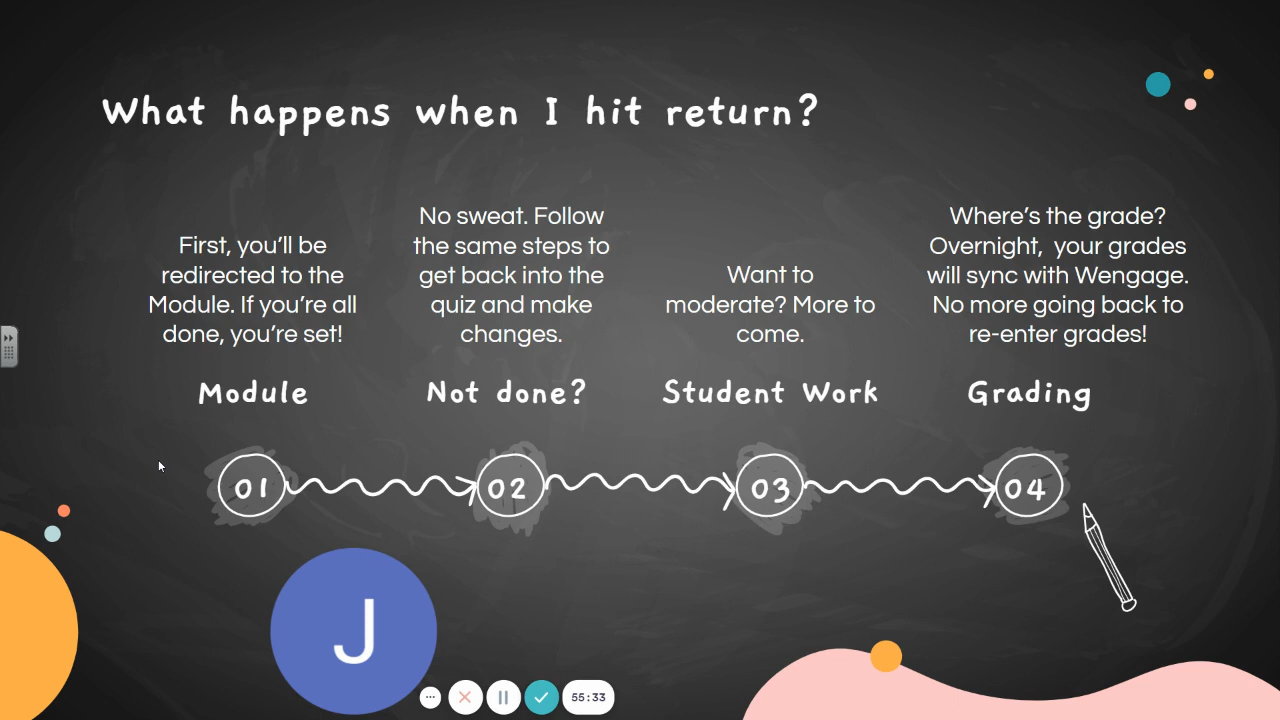 What happens when I hit return?
First, you'll be
redirected to the
Module. If you're all
done, you're set!
No sweat. Follow
the same steps to
get back into the
quiz and make
changes.
Want to
moderate? More to
come.
Where's the grade?
Overnight,  your grades
will sync with Wengage.
No more going back to
re-enter grades!
Module
Not done?
Student Work
Grading
01
02
03
04
J
55:33